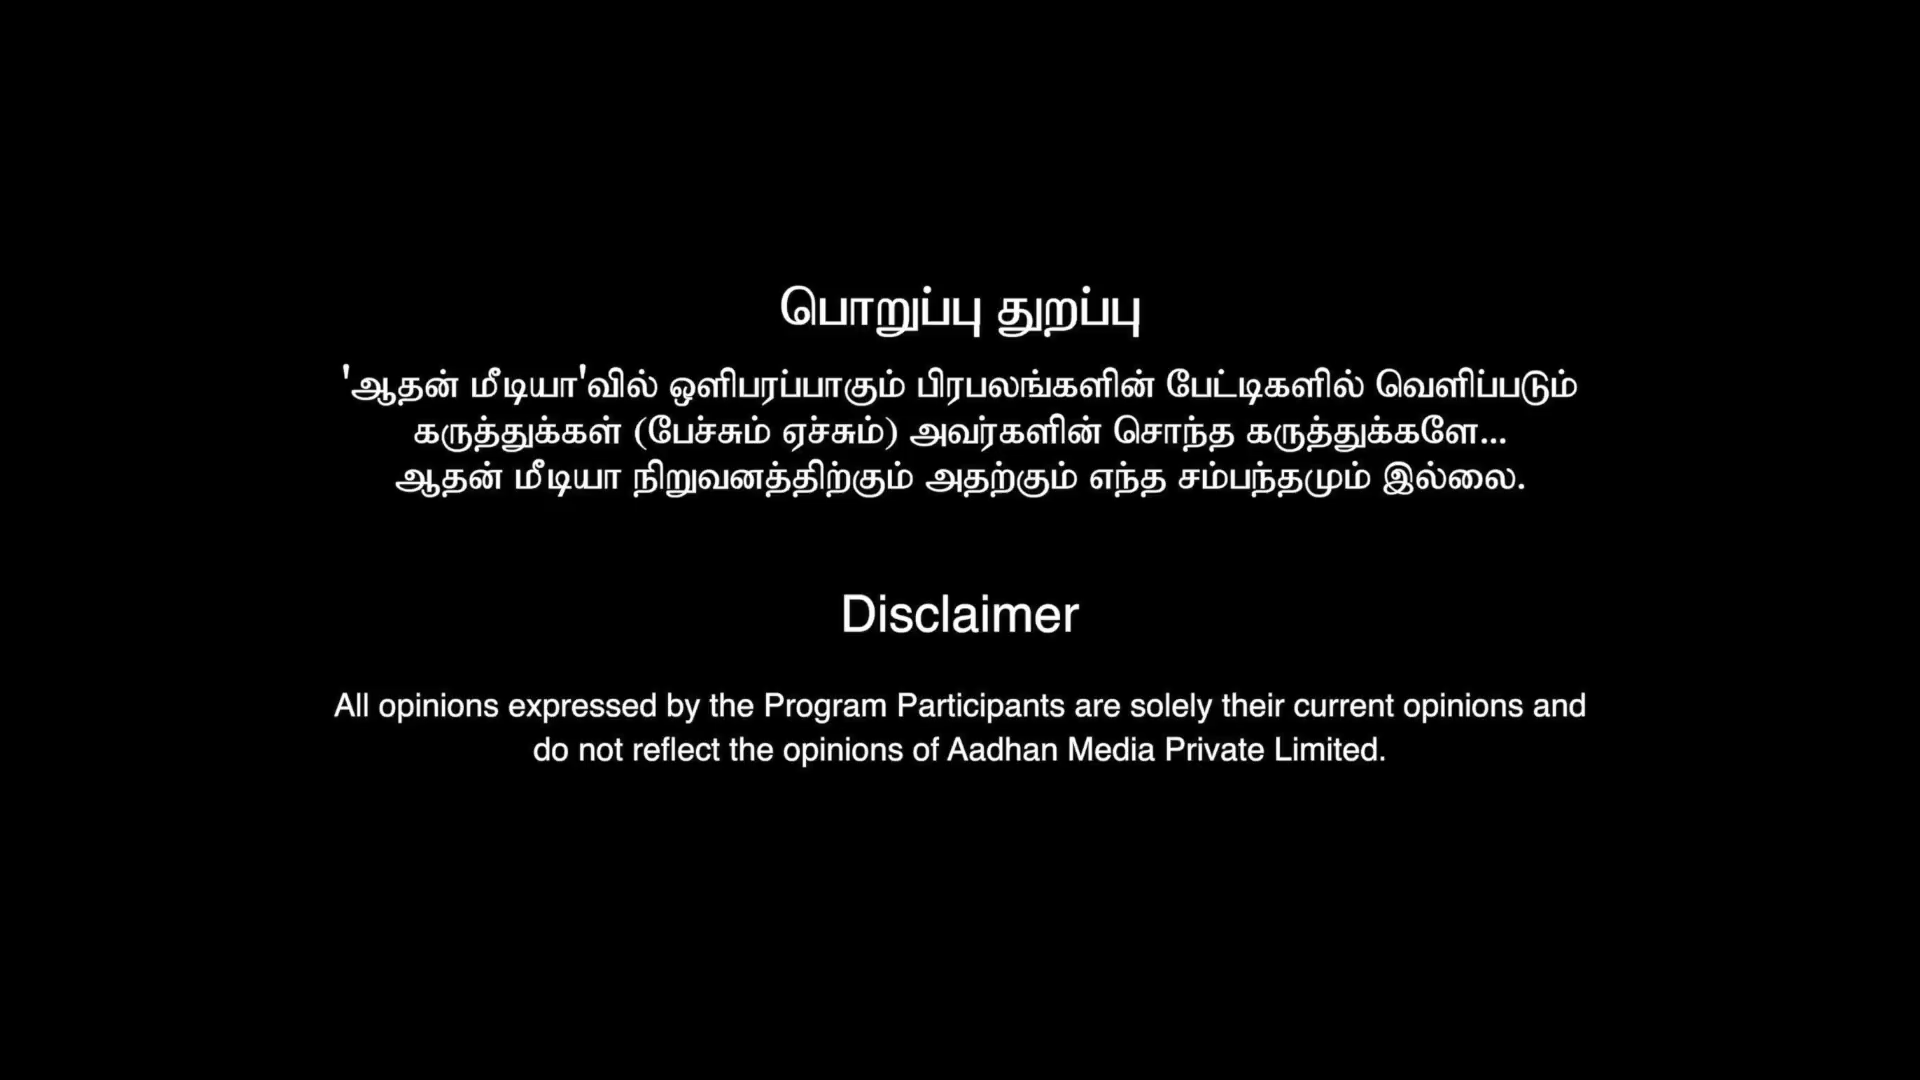 பொறுப்பு துறப்பு
'ஆதன் மீடியா'வில் ஒளிபரப்பாகும் பிரபலங்களின் பேட்டிகளில் வெளிப்படும்
கருத்துக்கள் (பேச்சும் ஏச்சும்) அவர்களின் சொந்த கருத்துக்களே...
ஆதன் மீடியா நிறுவனத்திற்கும் அதற்கும் எந்த சம்பந்தமும் இல்லை.
Disclaimer
All opinions expressed by the Program Participants are solely their current opinions and
do not reflect the opinions of Aadhan Media Private Limited.